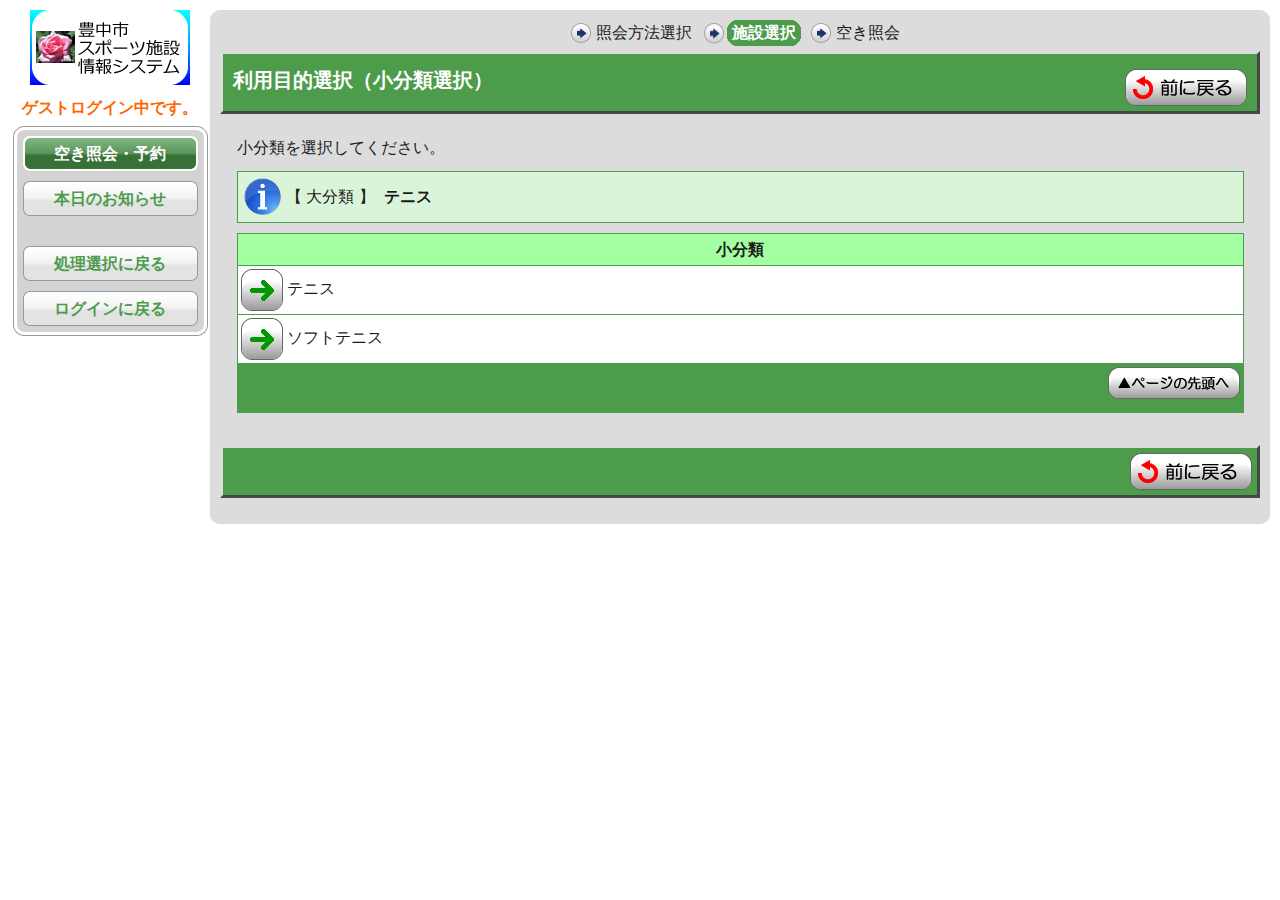 豊中市
スポーツ施設
情報システム
ゲストログイン中です。
空き照会・予約
本日のお知らせ
処理選択に戻る
ログインに戻る
照会方法選択 施設選択 空き照会
利用目的選択（小分類選択）
前に戻る
小分類を選択してください。
【 大分類 】 テニス
小分類
テニス
ソフトテニス
▲ページの先頭へ
前に戻る